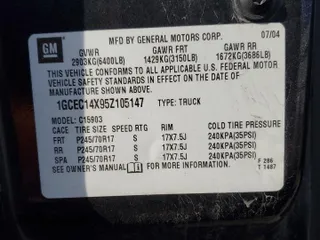 GM
MFD BY GENERAL MOTORS CORP. 07/04
GVWR GAWR FRT GAWR RR
2903KG(6400LB) 1429KG(3150LB) 1672KG(3686LB)
THIS VEHICLE CONFORMS TO ALL APPLICABLE U.S. FEDERAL MOTOR
VEHICLE SAFETY STANDARDS IN EFFECT ON THE DATE OF
MANUFACTURE SHOWN ABOVE.
1GCEC14X95Z105147 TYPE: TRUCK
MODEL: C15903
TIRE SIZE SPEED RTG RIM COLD TIRE PRESSURE
FRT P245/70R17 S 17X7.5J 240KPA(35PSI)
RR P245/70R17 S 17X7.5J 240KPA(35PSI)
SPA P245/70R17 S 17X7.5J 240KPA(35PSI)
SEE OWNER'S MANUAL FOR MORE INFORMATION.
F 286
T 1487